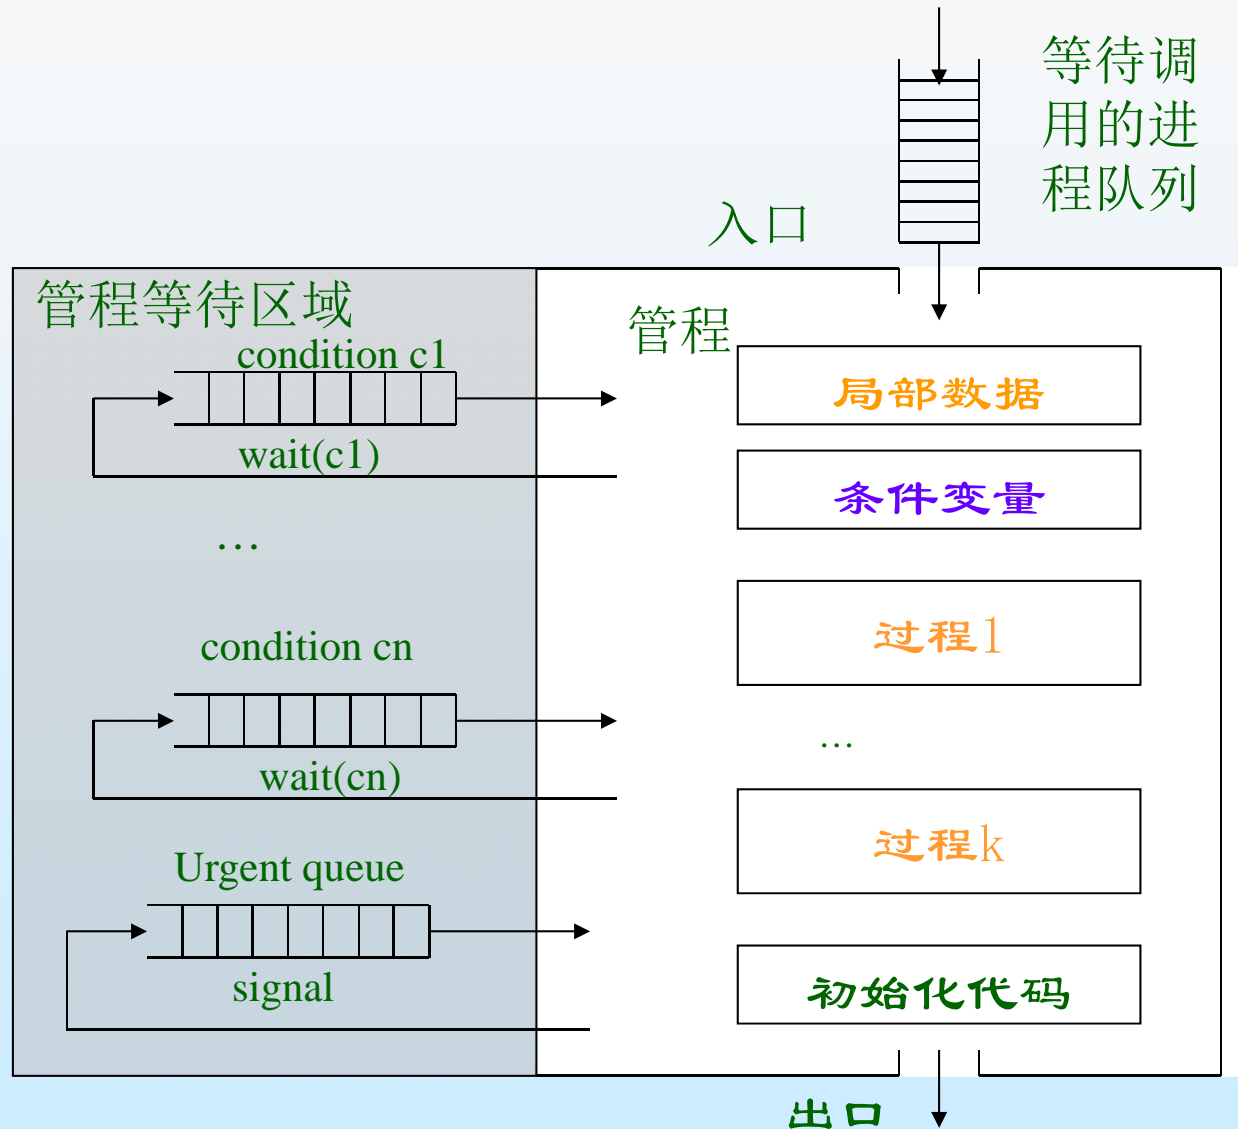 等待调
用的进
程队列
入口
管程等待区域
管程
condition c1
局部数据
wait(c1)
条件变量
…
过程1
condition cn
…
wait(cn)
过程k
Urgent queue
signal
初始化代码
出口